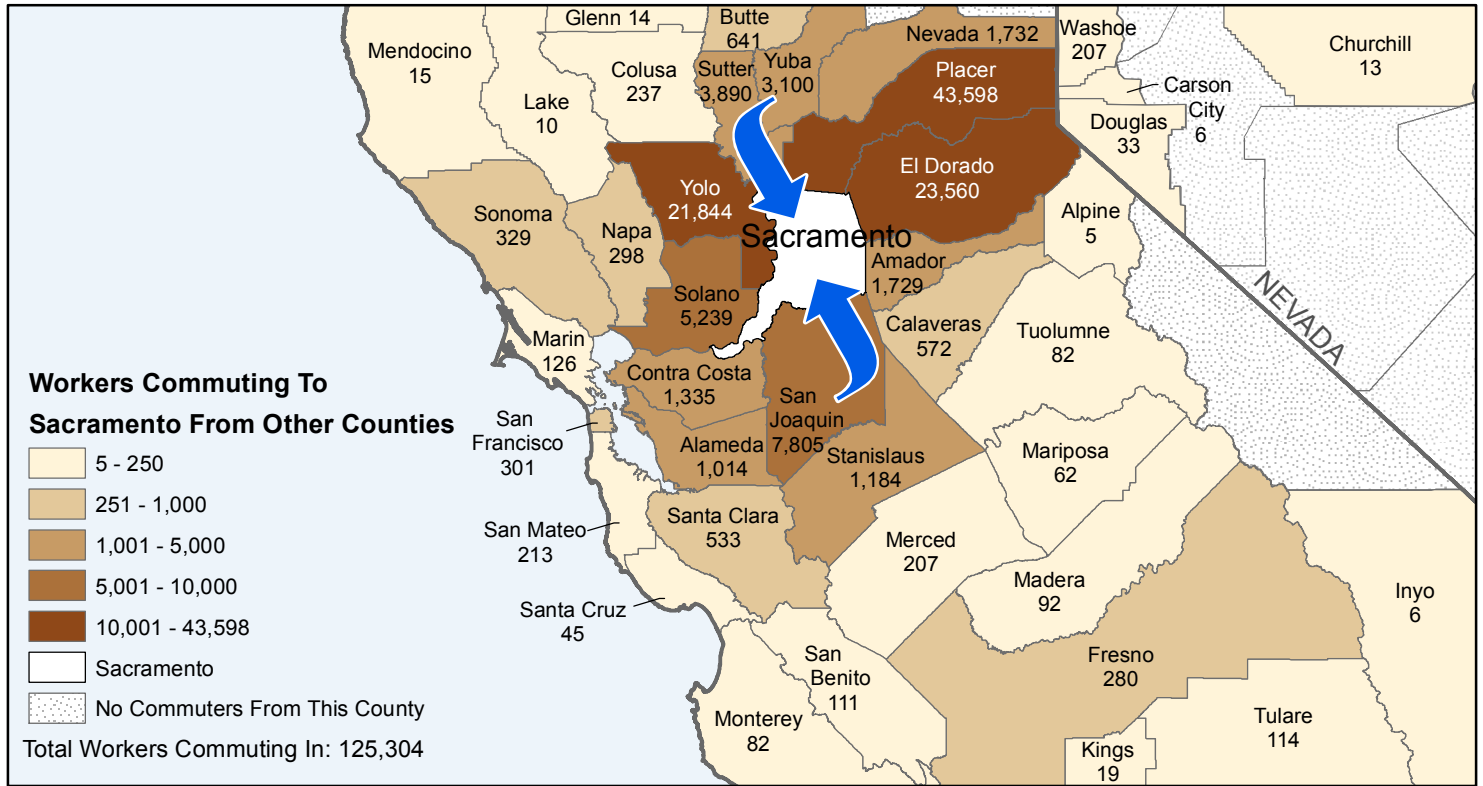 Glenn 14
Butte
641
Nevada 1,732
Washoe
207
Churchill
13
Mendocino
15
Colusa
237
Sutter
3,890
Yuba
3,100
Placer
43,598
Carson
City
6
Lake
10
Douglas
33
El Dorado
23,560
Yolo
21,844
Sonoma
329
Napa
298
Alpine
5
Sacramento
Amador
1,729
Solano
5,239
NEVADA
Calaveras
572
Tuolumne
82
Marin
126
Contra Costa
1,335
San
Joaquin
7,805
Workers Commuting To
Sacramento From Other Counties
5 - 250
251 - 1,000
1,001 - 5,000
5,001 - 10,000
10,001 - 43,598
Sacramento
No Commuters From This County
Total Workers Commuting In: 125,304
San
Francisco
301
Alameda
1,014
Stanislaus
1,184
Mariposa
62
San Mateo
213
Santa Clara
533
Merced
207
Madera
92
Inyo
6
Santa Cruz
45
San
Benito
111
Fresno
280
Monterey
82
Kings
19
Tulare
114